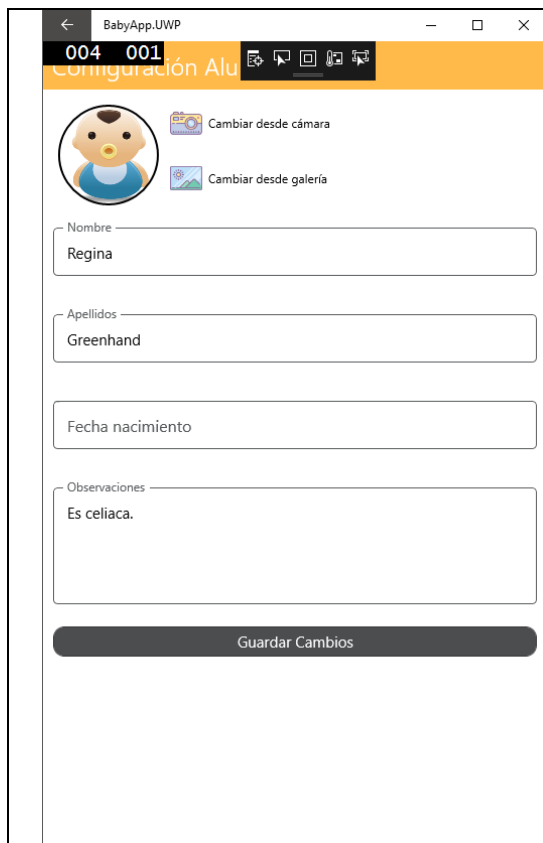 BabyApp.UWP
004 001
Configuración Alu
Cambiar desde cámara
Cambiar desde galería
Nombre
Regina
Apellidos
Greenhand
Fecha nacimiento
Observaciones
Es celiaca.
Guardar Cambios